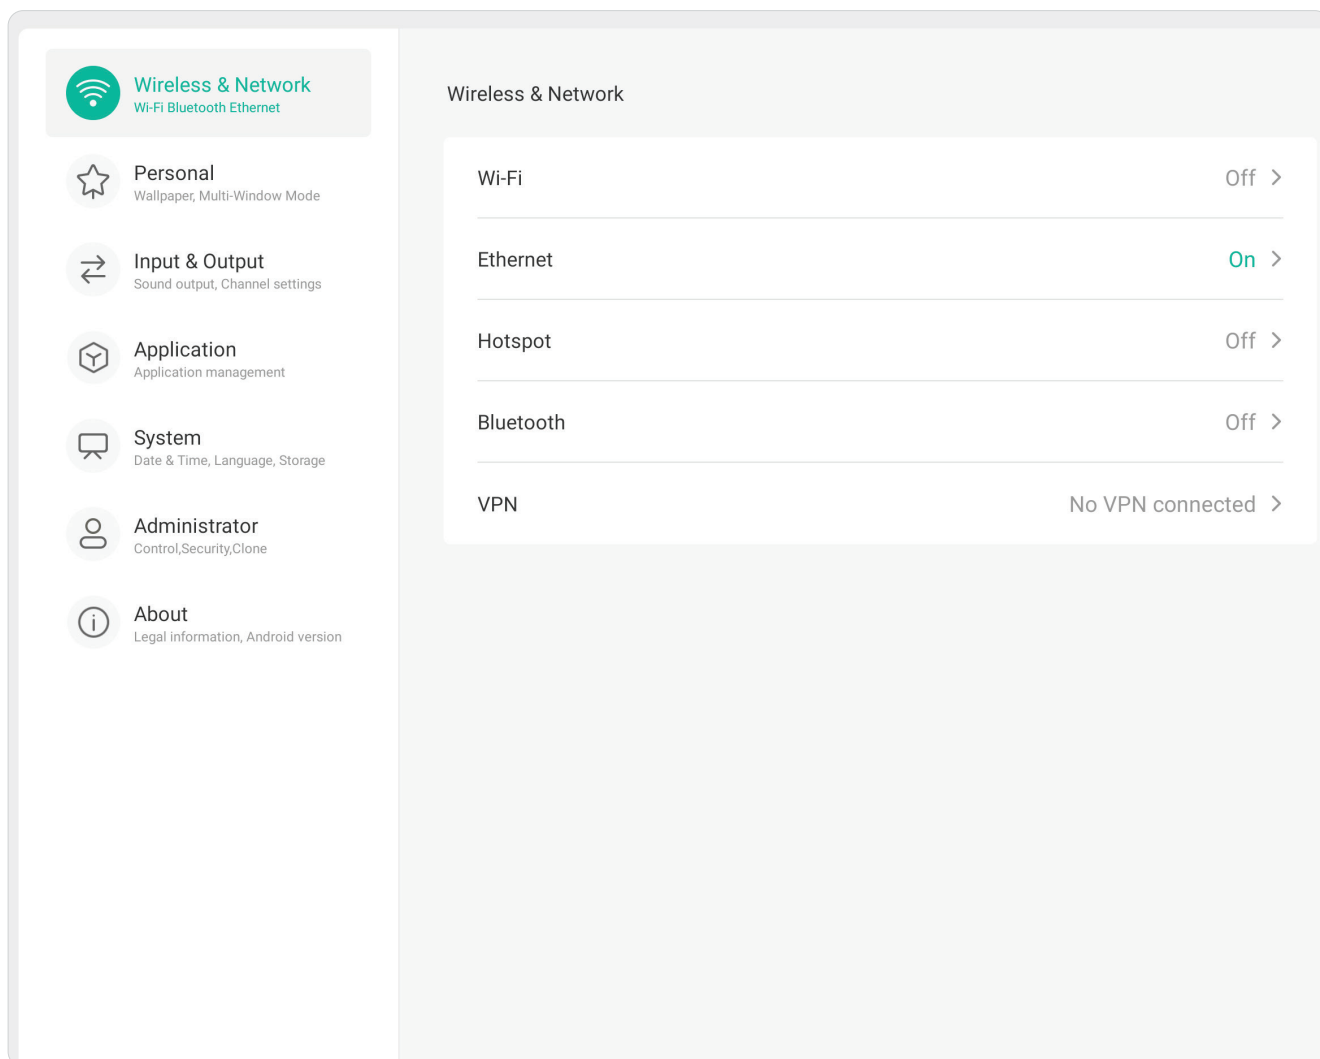 Wireless & Network
Wi-Fi Bluetooth Ethernet
Personal
Wallpaper, Multi-Window Mode
Input & Output
Sound output, Channel settings
Application
Application management
System
Date & Time, Language, Storage
Administrator
Control,Security,Clone
About
Legal information, Android version
Wireless & Network
Wi-Fi Off
Ethernet On
Hotspot Off
Bluetooth Off
VPN No VPN connected